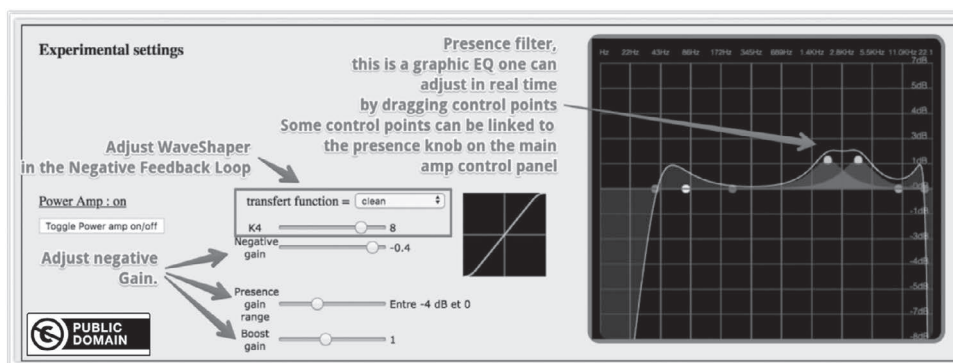 Experimental settings
Presence filter,
this is a graphic EQ one can
adjust in real time
by dragging control points
Some control points can be linked to
the presence knob on the main
amp control panel
Adjust WaveShaper
in the Negative Feedback Loop
Power Amp : on
Toggle Power amp on/off
transfert function = clean
K4 8
Negative
gain -0.4
Adjust negative
Gain.
Presence
gain
range Entre -4 dB et 0
Boost
gain 1
PUBLIC
DOMAIN
Hz 22Hz 43Hz 86Hz 172Hz 345Hz 689Hz 1.4KHz 2.8KHz 5.5KHz 11.0KHz 22.1
7dB
5dB
4dB
3dB
1dB
0dB
-1dB
-3dB
-4dB
-5dB
-7dB